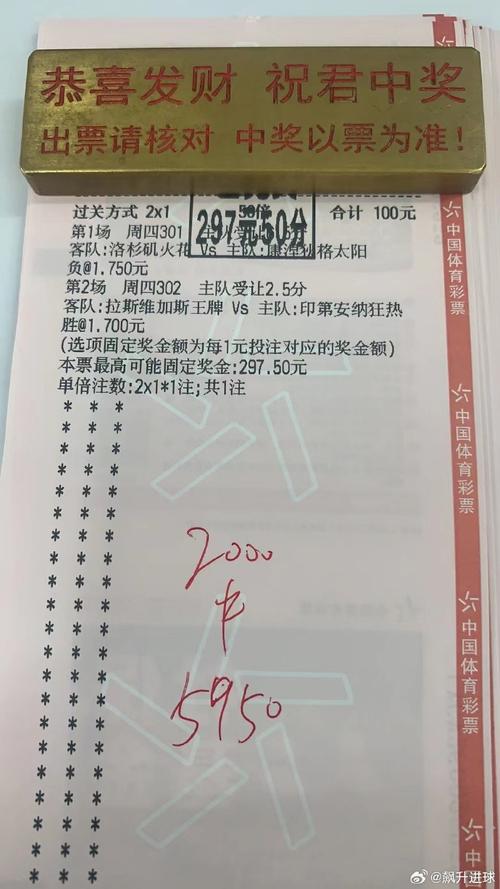 恭喜发财 祝君中奖
出票请核对 中奖以票为准!
过关方式 2x1 50倍 合计 100元
297元50分
第1场 周四301 主队受让 .5分
客队:洛杉矶火花 Vs 主队:康涅狄格太阳
负@1.750元
第2场 周四302 主队受让2.5分
客队:拉斯维加斯王牌 Vs 主队:印第安纳狂热
胜@1.700元
(选项固定奖金额为每1元投注对应的奖金额)
本票最高可能固定奖金:297.50元
单倍注数:2x1*1注;共1注
2000
中
5950
中国体育彩票
中国体育彩票
中国体育彩票
中国体育彩票
@飙升进球